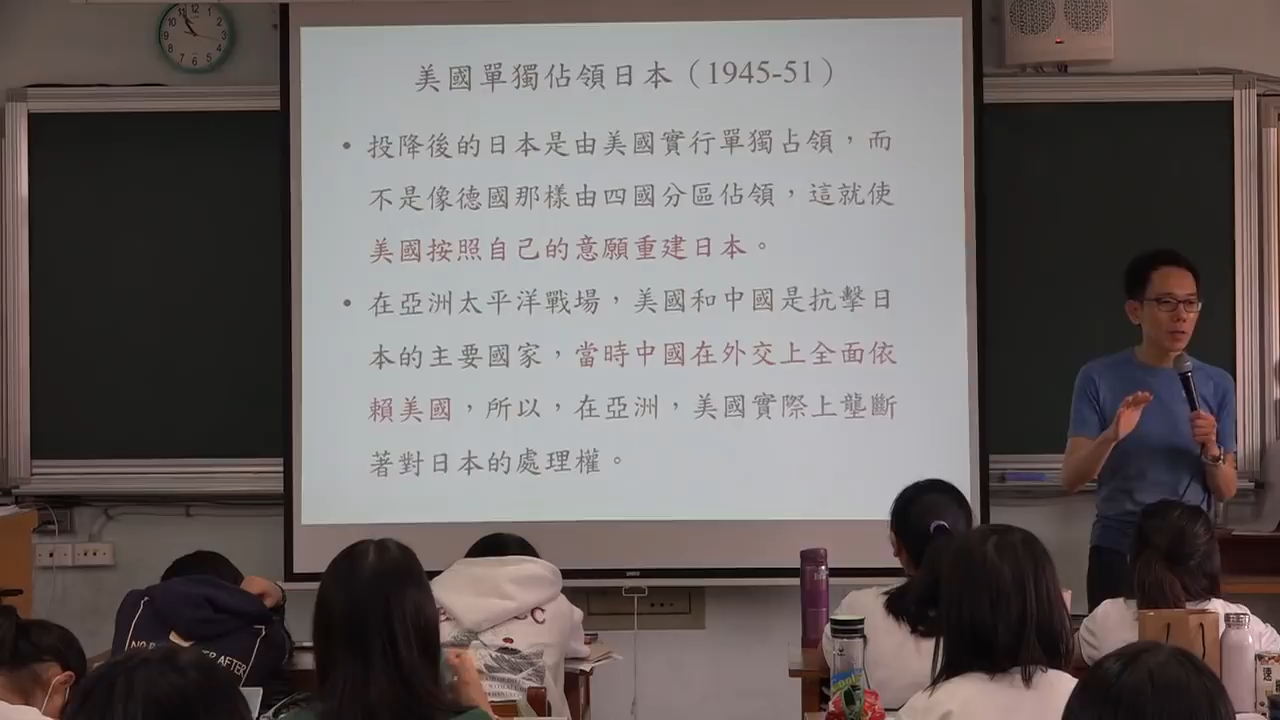 美國單獨佔領日本（1945-51）
• 投降後的日本是由美國實行單獨占領，而
不是像德國那樣由四國分區佔領，這就使
美國按照自己的意願重建日本。
• 在亞洲太平洋戰場，美國和中國是抗擊日
本的主要國家，當時中國在外交上全面依
賴美國，所以，在亞洲，美國實際上壟斷
著對日本的處理權。